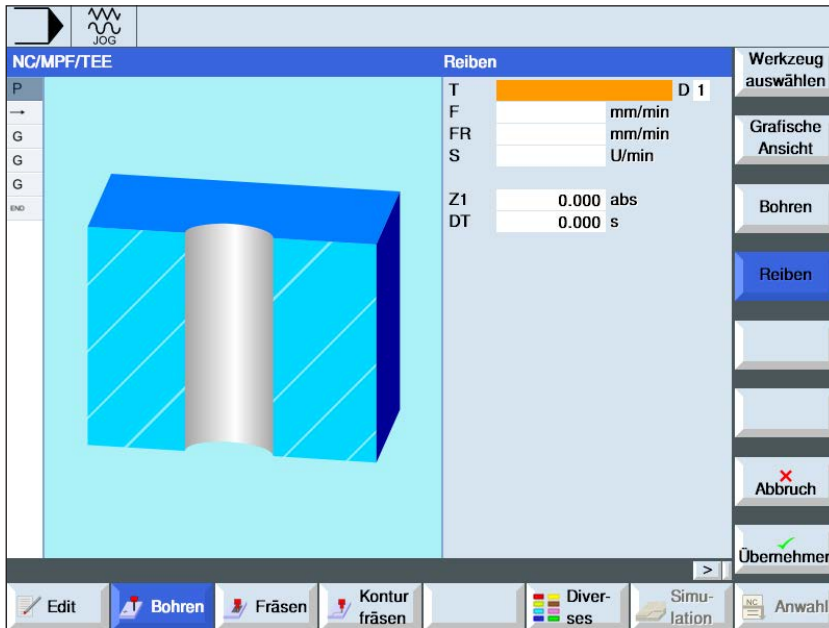 JOG
NC/MPF/TEE
Reiben
P
→
G
G
G
END
T D 1
F mm/min
FR mm/min
S U/min
Z1 0.000 abs
DT 0.000 s
Werkzeug
auswählen
Grafische
Ansicht
Bohren
Reiben
Abbruch
Übernehmen
>
Edit
Bohren
Fräsen
Kontur
fräsen
Diver-
ses
Simu-
lation
NC
Anwahl